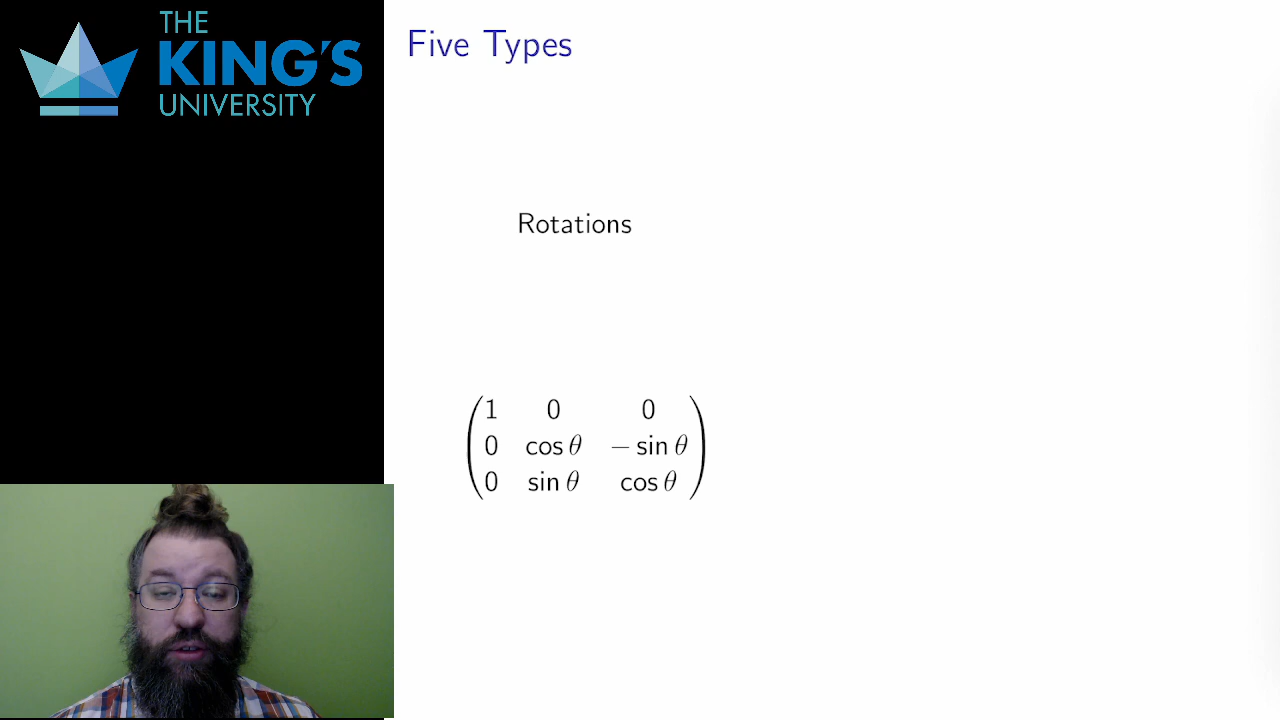 THE
KING'S
UNIVERSITY
Five Types
Rotations
1 0 0
0 cos θ − sin θ
0 sin θ cos θ